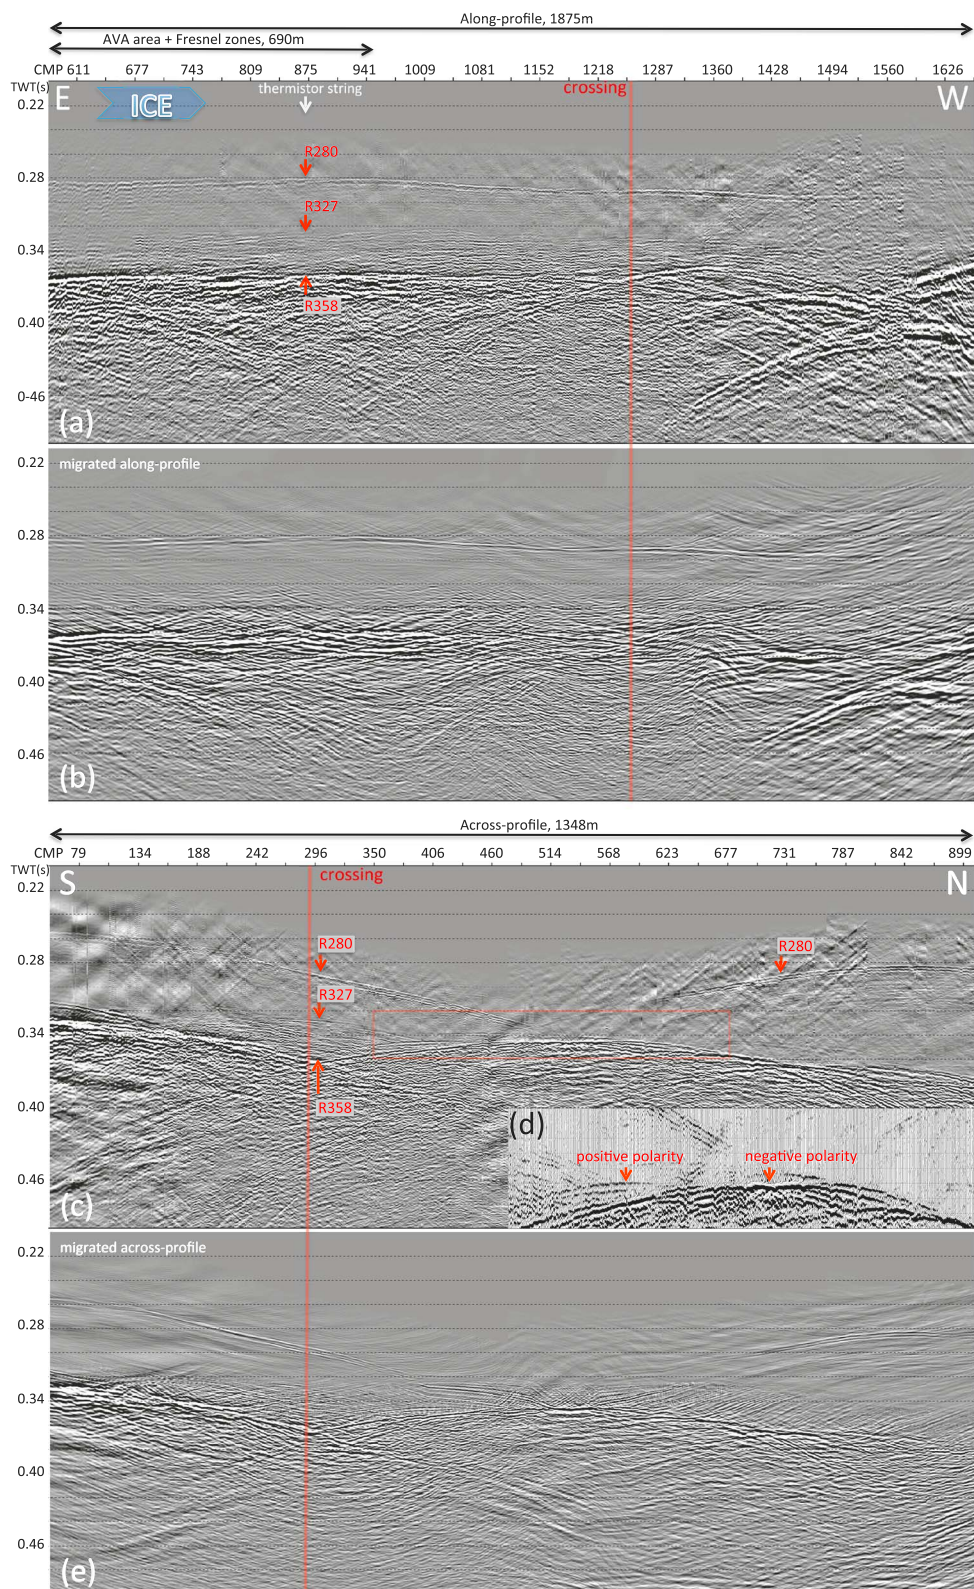 Along-profile, 1875m
AVA area + Fresnel zones, 690m
CMP 611 677 743 809 875 941 1009 1081 1152 1218 1287 1360 1428 1494 1560 1626
TWT(s)
E
ICE
thermistor string
crossing
W
0.22
R280
0.28
R327
0.34
R358
0.40
0-46
(a)
migrated along-profile
0.22
0.28
0.34
0.40
0.46
(b)
Across-profile, 1348m
CMP 79 134 188 242 296 350 406 460 514 568 623 677 731 787 842 899
TWT(s)
S
crossing
N
0.22
R280
R280
0.28
R327
0.34
R358
0.40
(d)
positive polarity
negative polarity
0.46
(c)
migrated across-profile
0.22
0.28
0.34
0.40
0.46
(e)